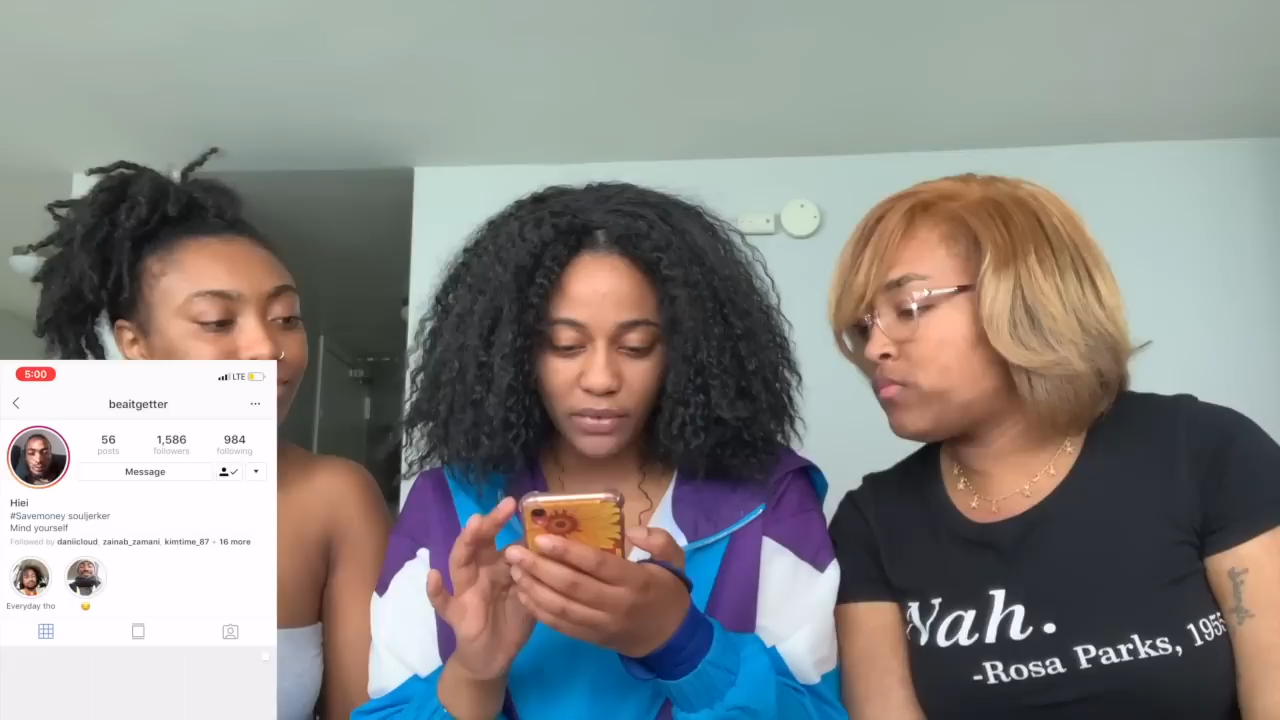 5:00
LTE
beaitgetter
56
1,586
984
posts
followers
following
Message
Hiei
#Savemoney souljerker
Mind yourself
Followed by daniicloud, zainab_zamani, kimtime_87 + 16 more
Everyday tho
Nah.
-Rosa Parks, 1955